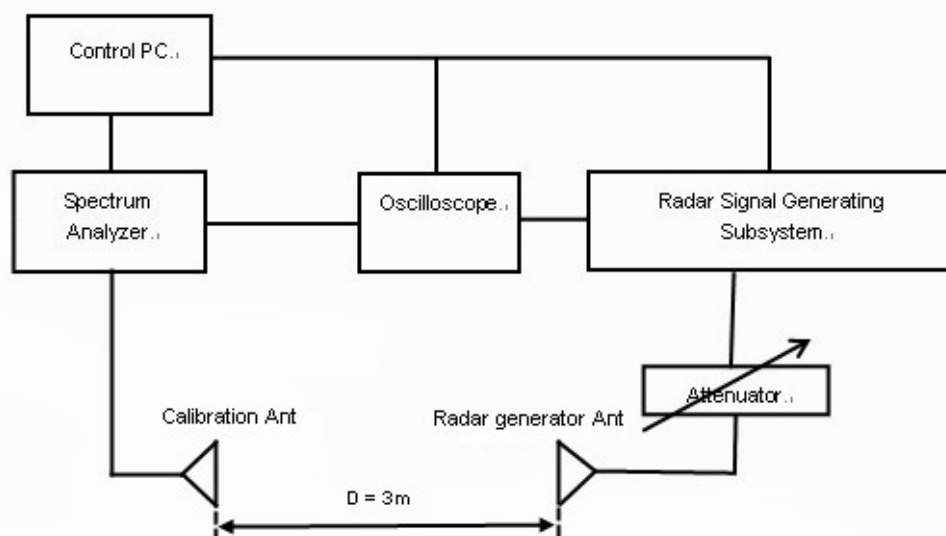 Control PC.
Spectrum
Analyzer.
Oscilloscope.
Radar Signal Generating
Subsystem.
Attenuator.
Calibration Ant
Radar generator Ant
D = 3m